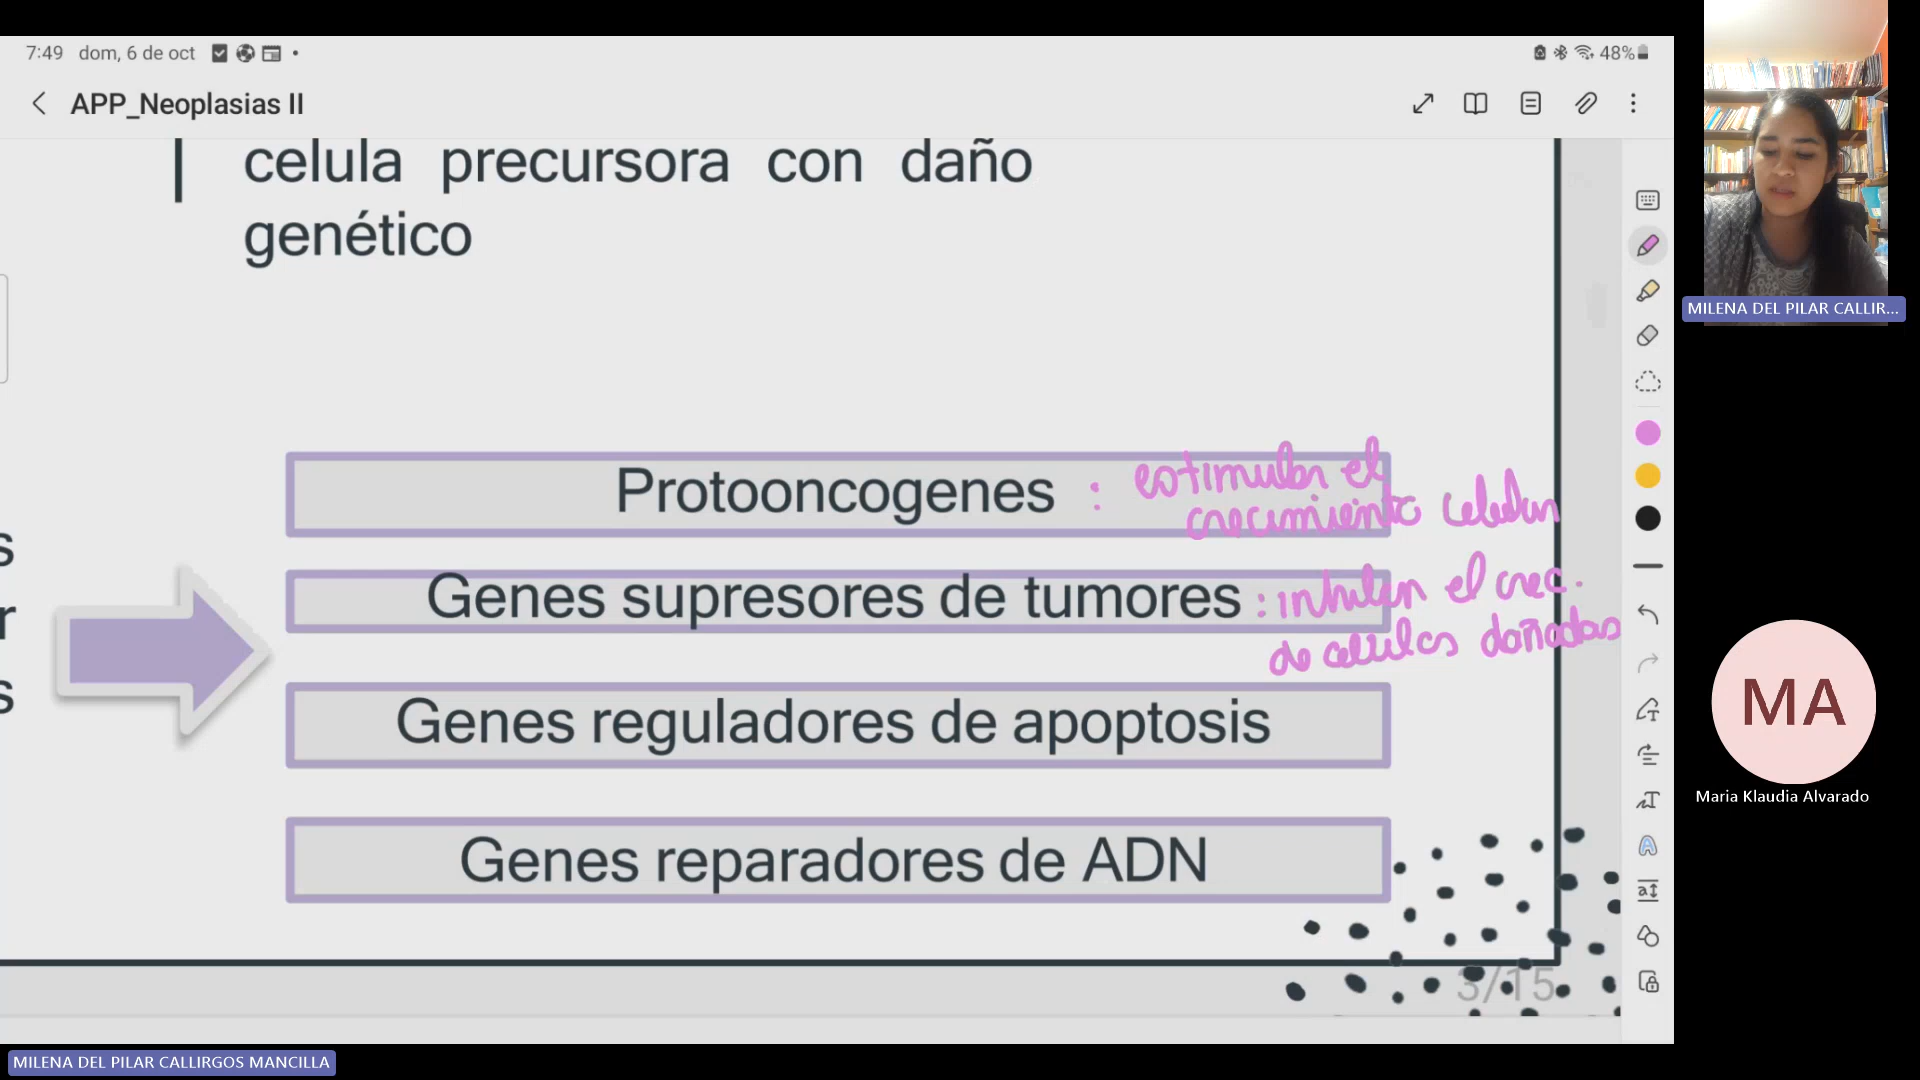 7:49 dom, 6 de oct
48%
APP_Neoplasias II
celula precursora con daño
genético
MILENA DEL PILAR CALLIR...
Protooncogenes : estimulan el
crecimiento celular
s
Genes supresores de tumores : inhiben el crec.
r
de celulas dañadas
s
Genes reguladores de apoptosis
MA
Maria Klaudia Alvarado
Genes reparadores de ADN
3/15
MILENA DEL PILAR CALLIRGOS MANCILLA